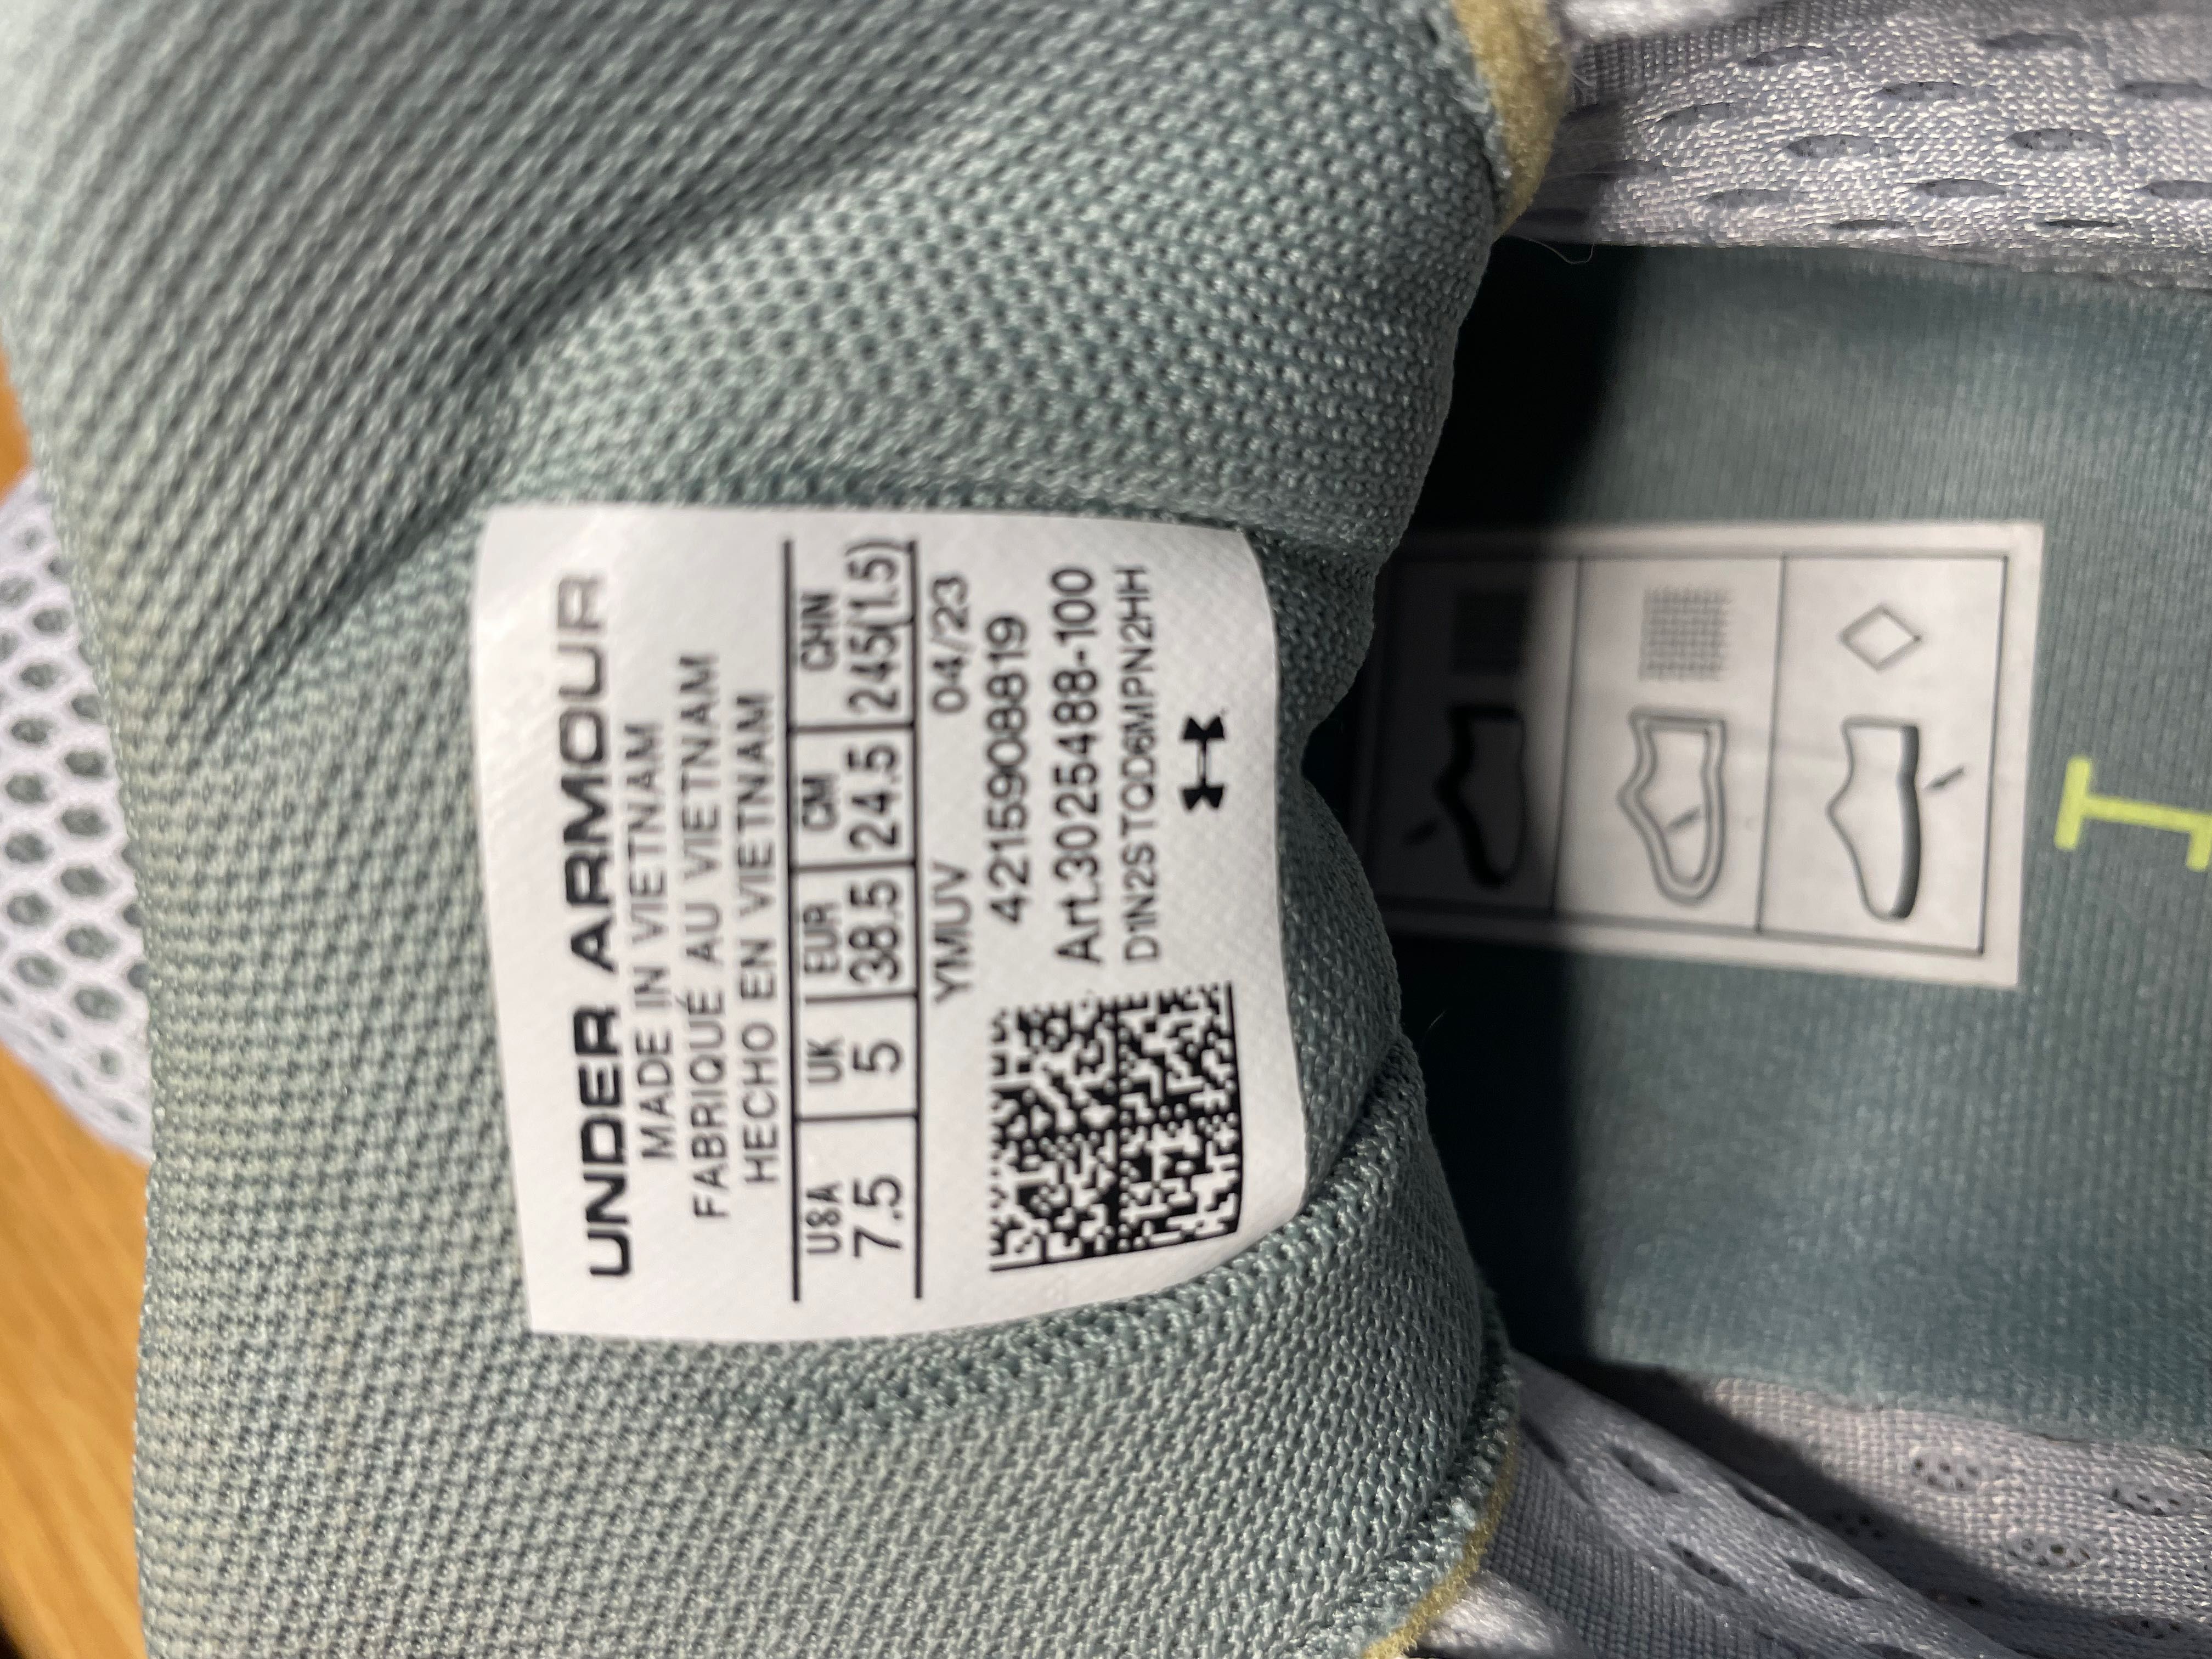 UNDER ARMOUR
MADE IN VIETNAM
FABRIQUÉ AU VIETNAM
HECHO EN VIETNAM
USA UK EUR CM CHN
7.5 5 38.5 24.5 245(1.5)
YMUV 04/23
4215908819
Art.3025488-100
D1N2STQD6MPN2HH